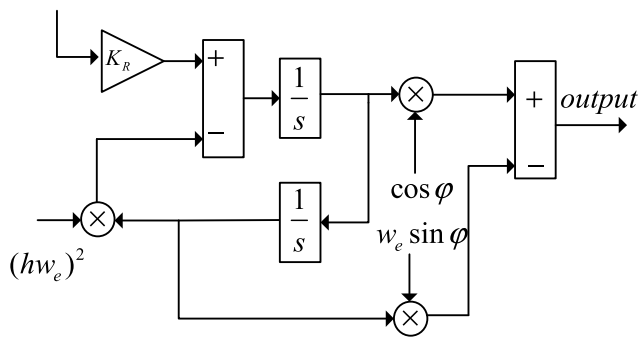 K_R
+
−
1
s
×
cos φ
+
−
output
1
s
w_e sin φ
×
(hw_e)^2
×